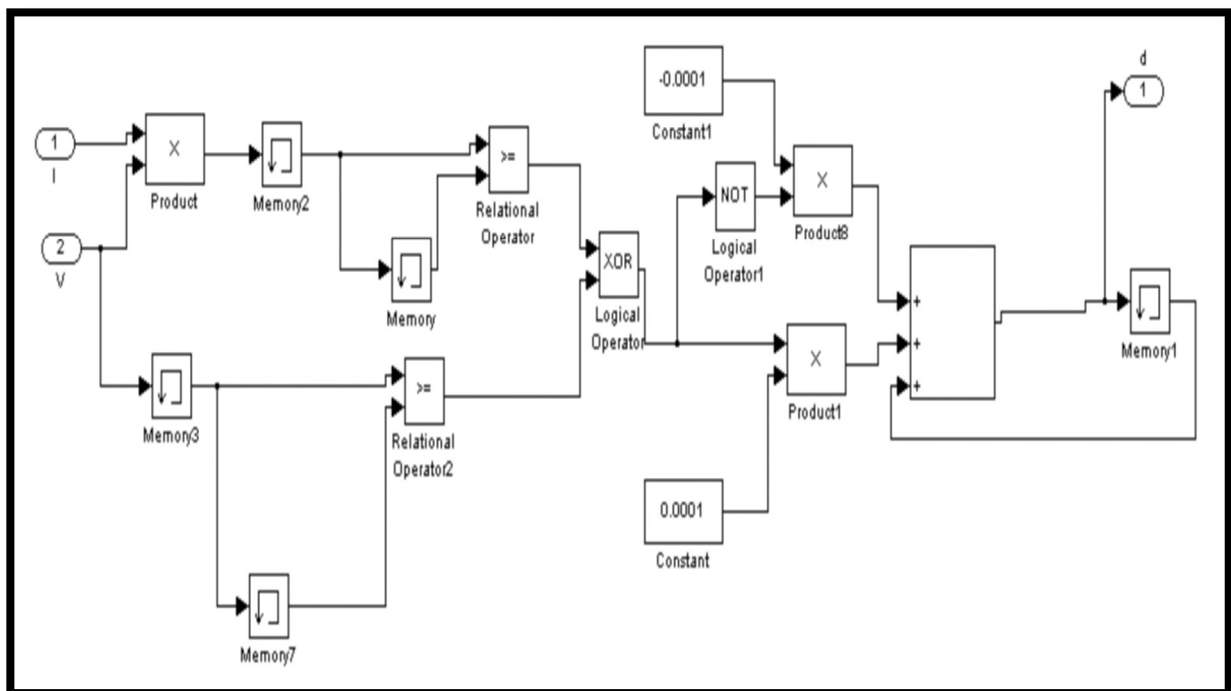 -0.0001
Constant1
d
1
1
I
X
Product
Memory2
>=
Relational
Operator
NOT
Logical
Operator1
X
Product8
2
V
Memory
XOR
Logical
Operator
+
+
+
Memory1
Memory3
>=
Relational
Operator2
X
Product1
0.0001
Constant
Memory7